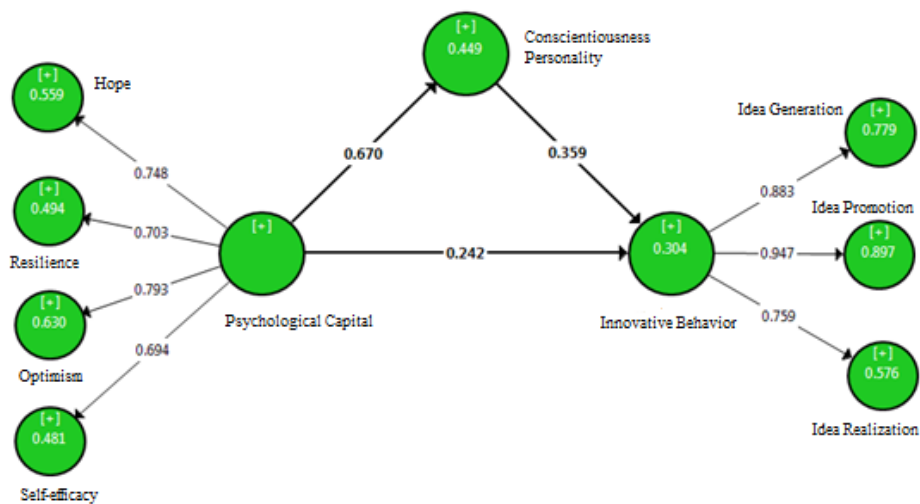 [+]
0.449
Conscientiousness
Personality
[+]
0.559
Hope
0.748
[+]
0.494
Resilience
0.703
[+]
0.630
Optimism
0.793
[+]
0.481
Self-efficacy
0.694
[+]
Psychological Capital
0.670
0.359
0.242
[+]
0.304
Innovative Behavior
Idea Generation
[+]
0.779
0.883
Idea Promotion
[+]
0.897
0.947
0.759
[+]
0.576
Idea Realization